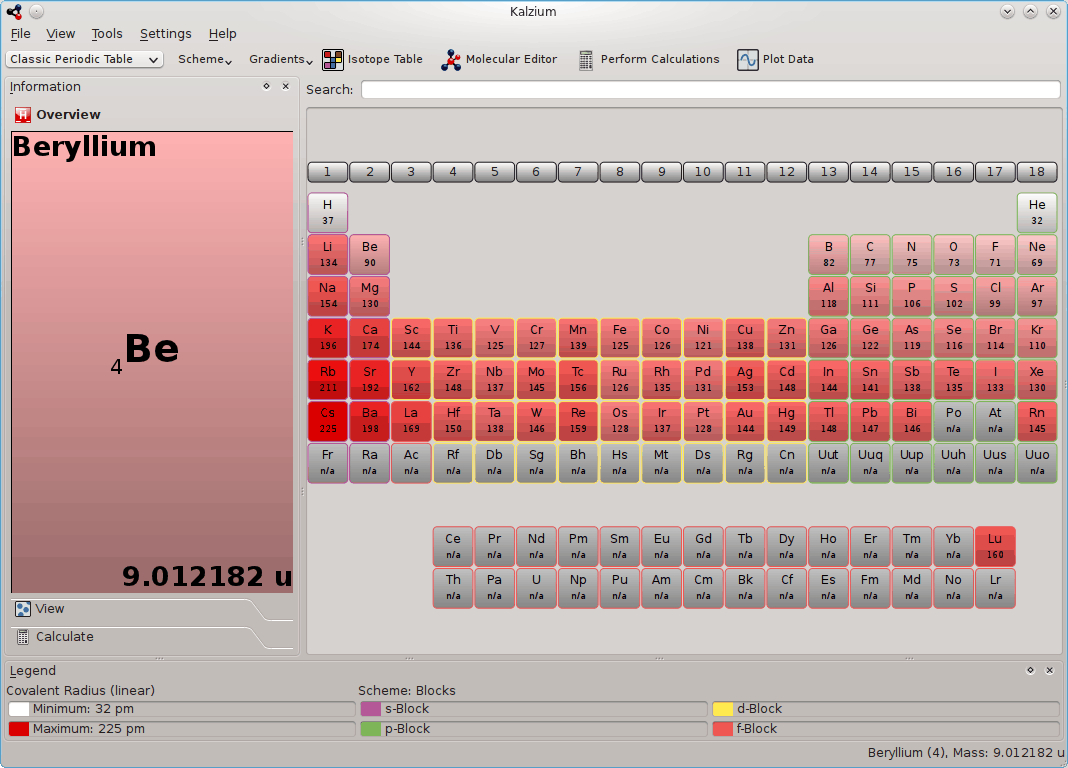 Kalzium
File View Tools Settings Help
Classic Periodic Table Scheme Gradients Isotope Table Molecular Editor Perform Calculations Plot Data
Information
Search:
Overview
Beryllium
4Be
9.012182 u
View
Calculate
1 2 3 4 5 6 7 8 9 10 11 12 13 14 15 16 17 18
H He
37 32
Li Be B C N O F Ne
134 90 82 77 75 73 71 69
Na Mg Al Si P S Cl Ar
154 130 118 111 106 102 99 97
K Ca Sc Ti V Cr Mn Fe Co Ni Cu Zn Ga Ge As Se Br Kr
196 174 144 136 125 127 139 125 126 121 138 131 126 122 119 116 114 110
Rb Sr Y Zr Nb Mo Tc Ru Rh Pd Ag Cd In Sn Sb Te I Xe
211 192 162 148 137 145 156 126 135 131 153 148 144 141 138 135 133 130
Cs Ba La Hf Ta W Re Os Ir Pt Au Hg Tl Pb Bi Po At Rn
225 198 169 150 138 146 159 128 137 128 144 149 148 147 146 n/a n/a 145
Fr Ra Ac Rf Db Sg Bh Hs Mt Ds Rg Cn Uut Uuq Uup Uuh Uus Uuo
n/a n/a n/a n/a n/a n/a n/a n/a n/a n/a n/a n/a n/a n/a n/a n/a n/a n/a
Ce Pr Nd Pm Sm Eu Gd Tb Dy Ho Er Tm Yb Lu
n/a n/a n/a n/a n/a n/a n/a n/a n/a n/a n/a n/a n/a 160
Th Pa U Np Pu Am Cm Bk Cf Es Fm Md No Lr
n/a n/a n/a n/a n/a n/a n/a n/a n/a n/a n/a n/a n/a n/a
Legend
Covalent Radius (linear) Scheme: Blocks
Minimum: 32 pm s-Block d-Block
Maximum: 225 pm p-Block f-Block
Beryllium (4), Mass: 9.012182 u